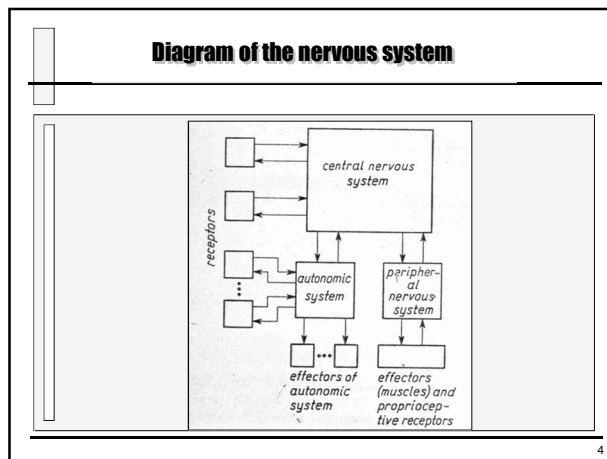 Diagram of the nervous system
central nervous
system
receptors
autonomic
system
peripher-
al
nervous
system
effectors of
autonomic
system
effectors
(muscles) and
propriocep-
tive receptors
4